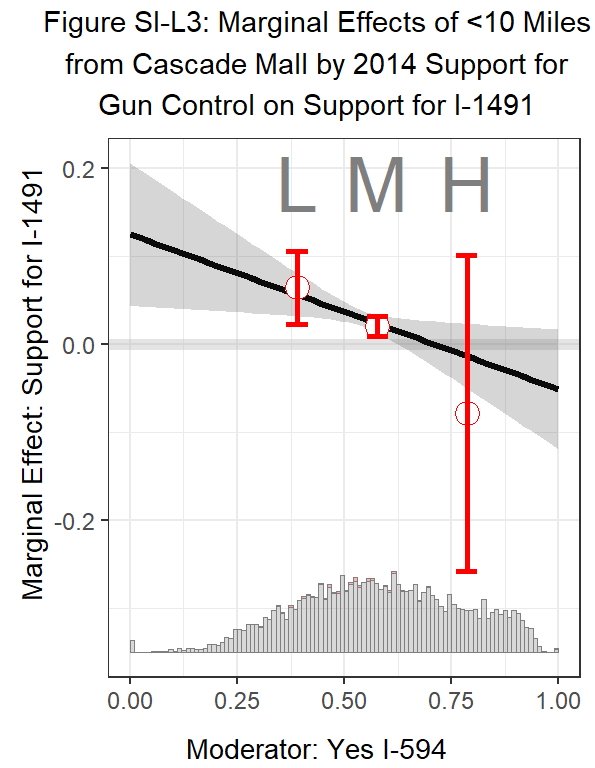 Figure SI-L3: Marginal Effects of <10 Miles
from Cascade Mall by 2014 Support for
Gun Control on Support for I-1491
L M H
Marginal Effect: Support for I-1491
0.2
0.0
-0.2
0.00 0.25 0.50 0.75 1.00
Moderator: Yes I-594